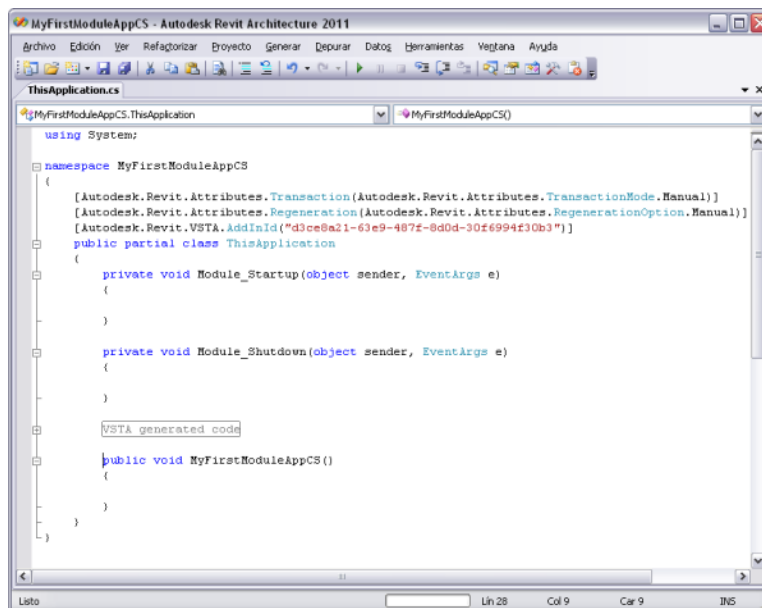 MyFirstModuleAppCS - Autodesk Revit Architecture 2011
Archivo Edición Ver Refactorizar Proyecto Generar Depurar Datos Herramientas Ventana Ayuda
ThisApplication.cs
MyFirstModuleAppCS.ThisApplication MyFirstModuleAppCS()
using System;
namespace MyFirstModuleAppCS
{
[Autodesk.Revit.Attributes.Transaction(Autodesk.Revit.Attributes.TransactionMode.Manual)]
[Autodesk.Revit.Attributes.Regeneration(Autodesk.Revit.Attributes.RegenerationOption.Manual)]
[Autodesk.Revit.VSTA.AddInId("d3ce8a21-63e9-487f-8d0d-30f6994f30b3")]
public partial class ThisApplication
{
private void Module_Startup(object sender, EventArgs e)
{
}
private void Module_Shutdown(object sender, EventArgs e)
{
}
VSTA generated code
public void MyFirstModuleAppCS()
{
}
}
}
Listo Lín 28 Col 9 Car 9 INS